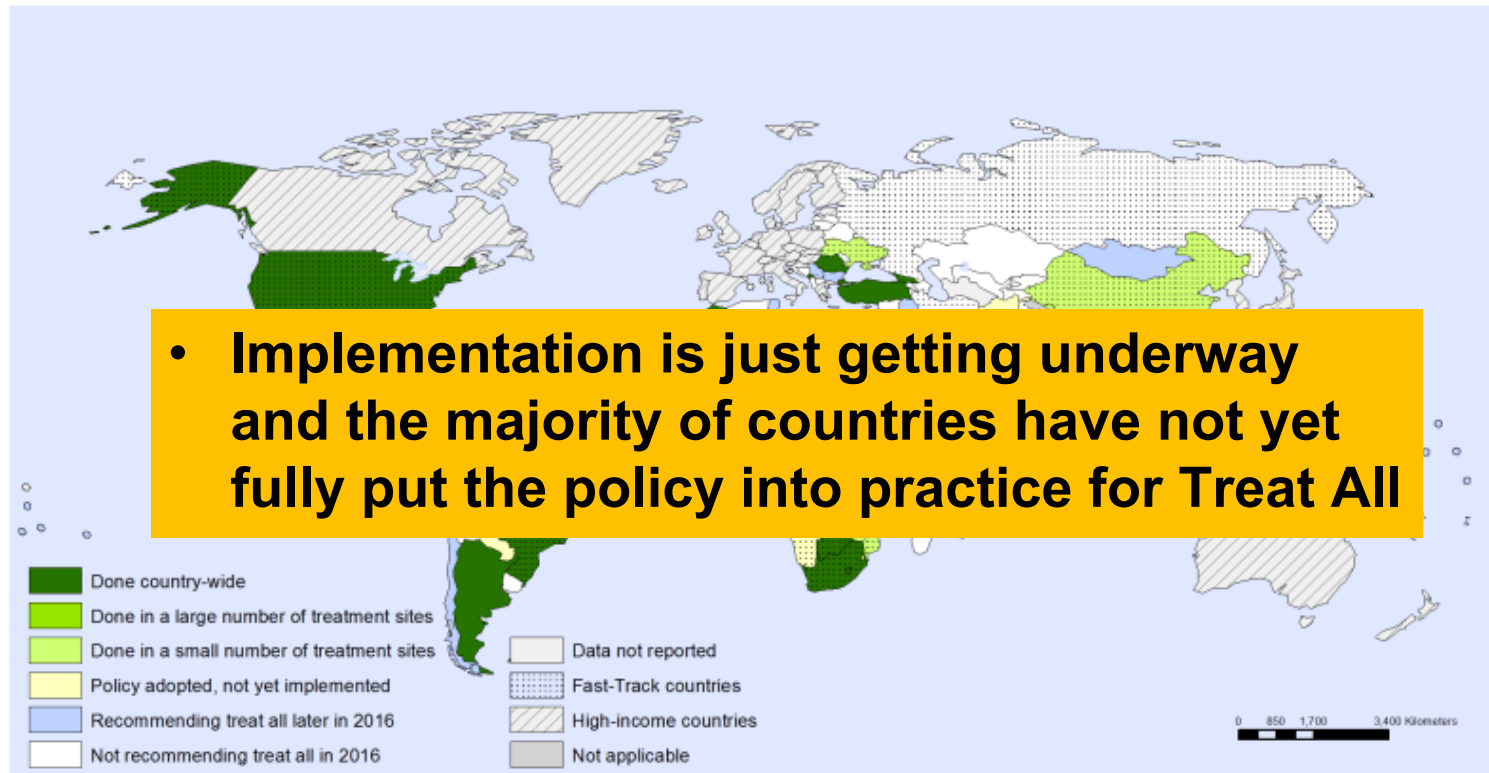 • Implementation is just getting underway
and the majority of countries have not yet
fully put the policy into practice for Treat All
Done country-wide
Done in a large number of treatment sites
Done in a small number of treatment sites
Policy adopted, not yet implemented
Recommending treat all later in 2016
Not recommending treat all in 2016
Data not reported
Fast-Track countries
High-income countries
Not applicable
0 850 1,700 3,400 Kilometers